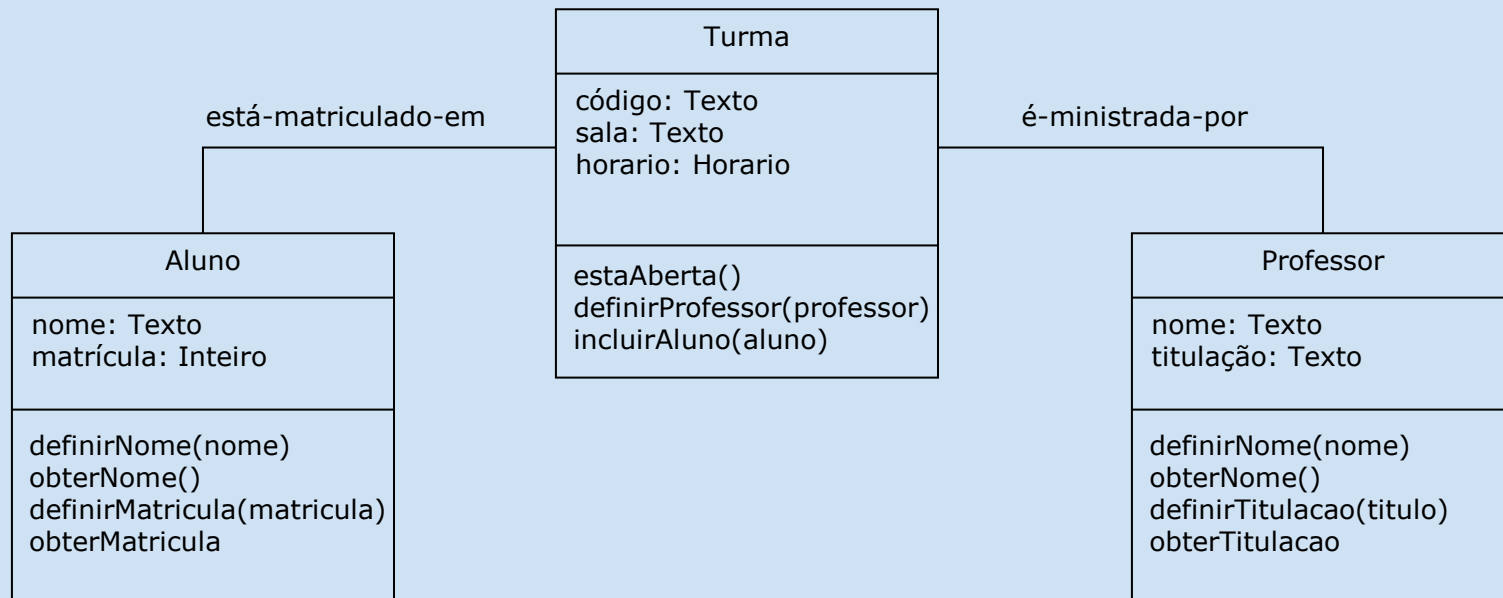 Turma
código: Texto
sala: Texto
horario: Horario
estaAberta()
definirProfessor(professor)
incluirAluno(aluno)
está-matriculado-em
é-ministrada-por
Aluno
nome: Texto
matrícula: Inteiro
definirNome(nome)
obterNome()
definirMatricula(matricula)
obterMatricula
Professor
nome: Texto
titulação: Texto
definirNome(nome)
obterNome()
definirTitulacao(titulo)
obterTitulacao